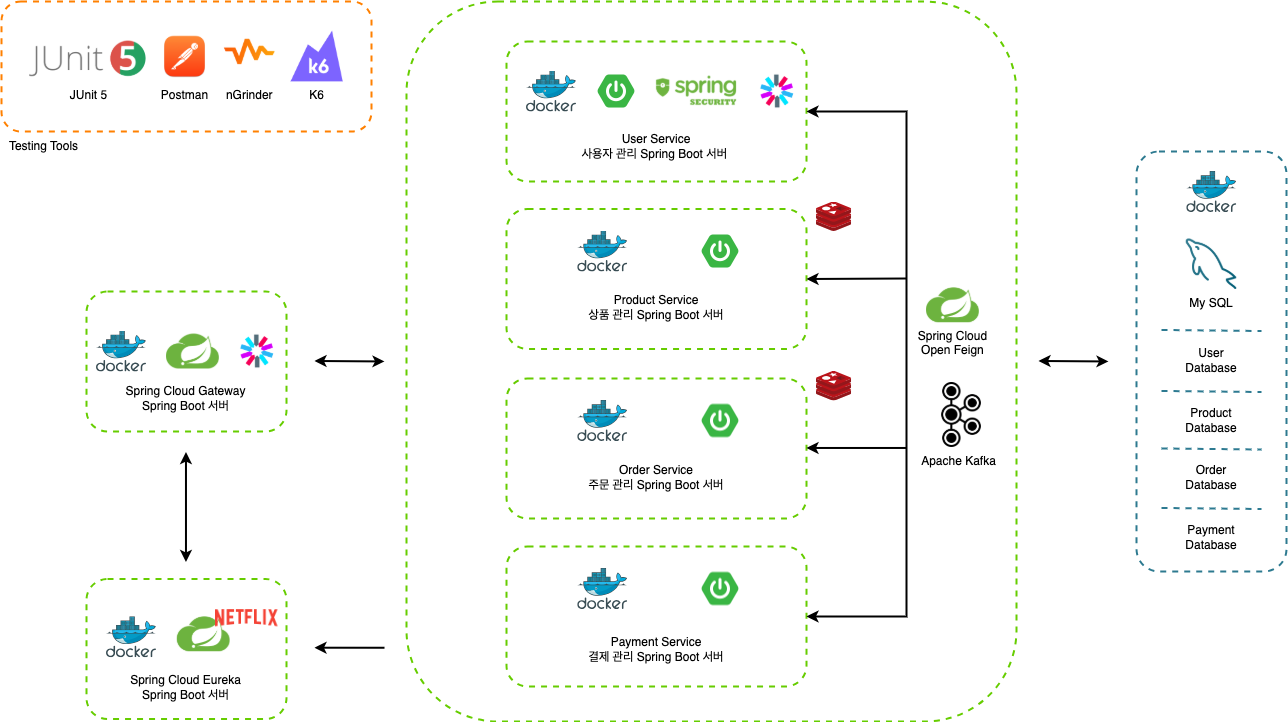 JUnit 5
k6
JUnit 5
Postman
nGrinder
K6
Testing Tools
docker
spring
SECURITY
User Service
사용자 관리 Spring Boot 서버
docker
Product Service
상품 관리 Spring Boot 서버
docker
Order Service
주문 관리 Spring Boot 서버
docker
Payment Service
결제 관리 Spring Boot 서버
Spring Cloud
Open Feign
Apache Kafka
docker
Spring Cloud Gateway
Spring Boot 서버
docker
NETFLIX
Spring Cloud Eureka
Spring Boot 서버
docker
My SQL
User
Database
Product
Database
Order
Database
Payment
Database